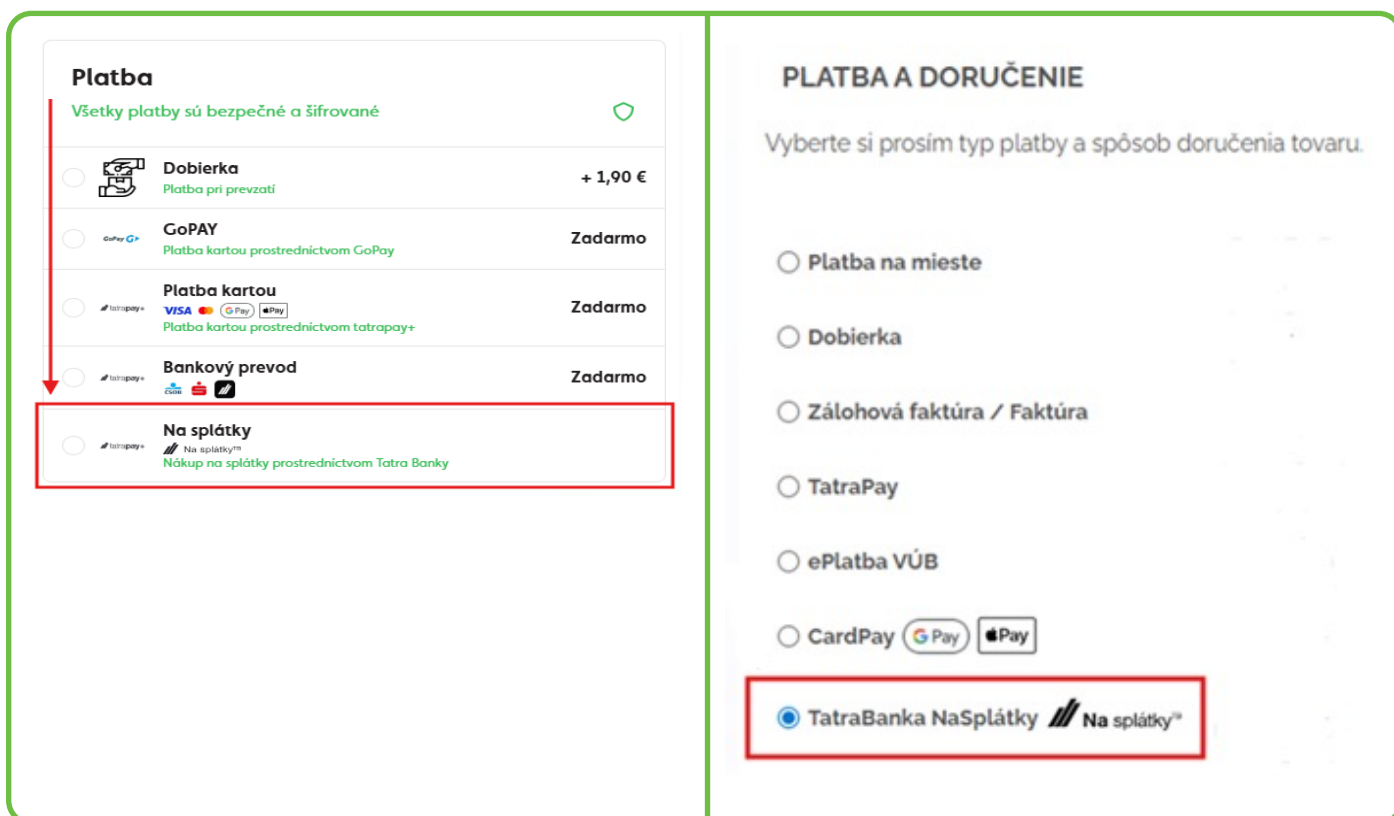 Platba
Všetky platby sú bezpečné a šifrované
Dobierka
Platba pri prevzatí
+ 1,90 €
GoPay
GoPAY
Platba kartou prostredníctvom GoPay
Zadarmo
tatrapay+
Platba kartou
VISA G Pay Pay
Platba kartou prostredníctvom tatrapay+
Zadarmo
tatrapay+
Bankový prevod
ČSOB
Zadarmo
tatrapay+
Na splátky
Na splátky™
Nákup na splátky prostredníctvom Tatra Banky
PLATBA A DORUČENIE
Vyberte si prosím typ platby a spôsob doručenia tovaru.
Platba na mieste
Dobierka
Zálohová faktúra / Faktúra
TatraPay
ePlatba VÚB
CardPay G Pay Pay
TatraBanka NaSplátky Na splátky™